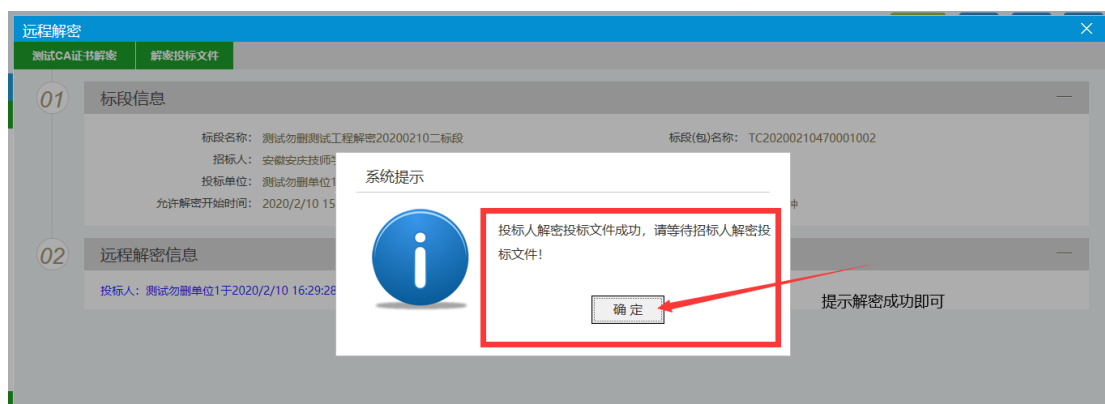 远程解密
测试CA证书解密 解密投标文件
01 标段信息
标段名称： 测试勿删测试工程解密20200210二标段 标段(包)名称： TC20200210470001002
招标人： 安徽安庆技师
投标单位： 测试勿删单位1
允许解密开始时间： 2020/2/10 15
系统提示
投标人解密投标文件成功，请等待招标人解密投
标文件！
确 定
02 远程解密信息
投标人：测试勿删单位1于2020/2/10 16:29:28
提示解密成功即可